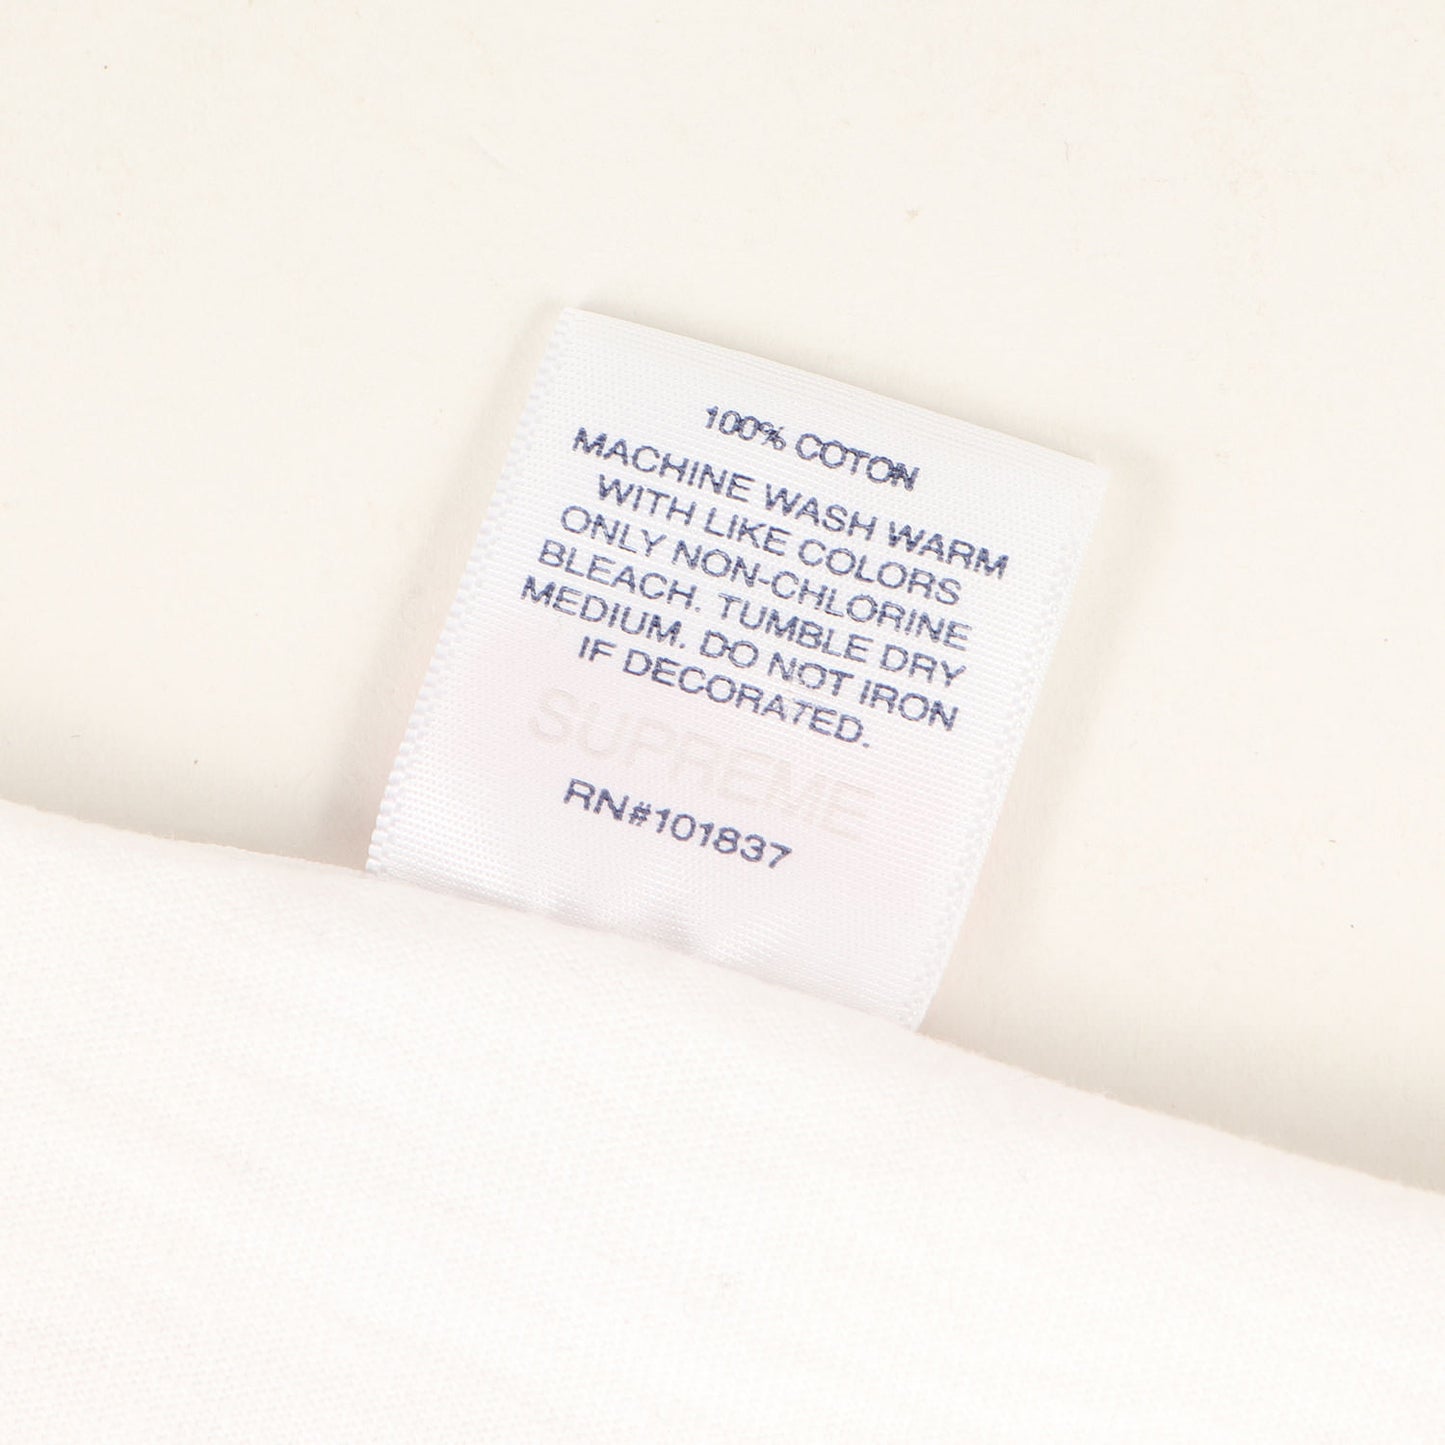 100% COTON
MACHINE WASH WARM
WITH LIKE COLORS
ONLY NON-CHLORINE
BLEACH. TUMBLE DRY
MEDIUM. DO NOT IRON
IF DECORATED.
SUPREME
RN#101837